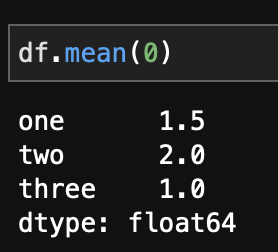 df.mean(0)
one 1.5
two 2.0
three 1.0
dtype: float64